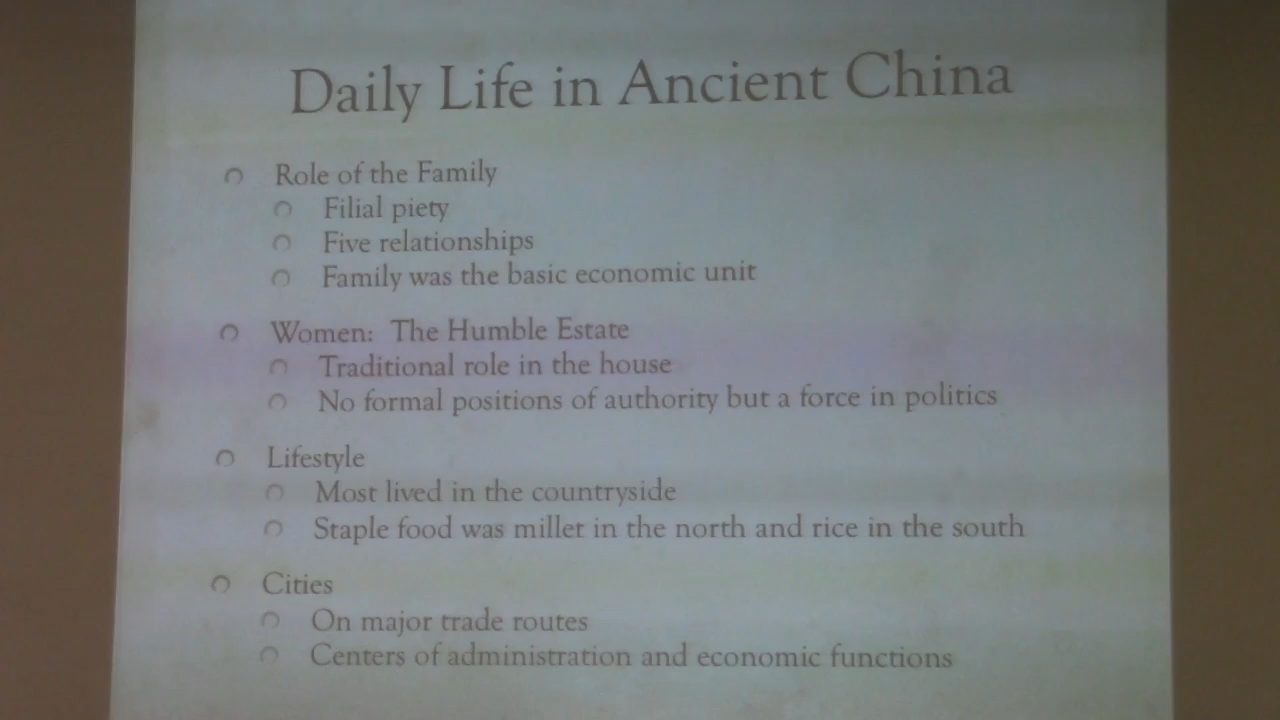 Daily Life in Ancient China
Role of the Family
Filial piety
Five relationships
Family was the basic economic unit
Women: The Humble Estate
Traditional role in the house
No formal positions of authority but a force in politics
Lifestyle
Most lived in the countryside
Staple food was millet in the north and rice in the south
Cities
On major trade routes
Centers of administration and economic functions